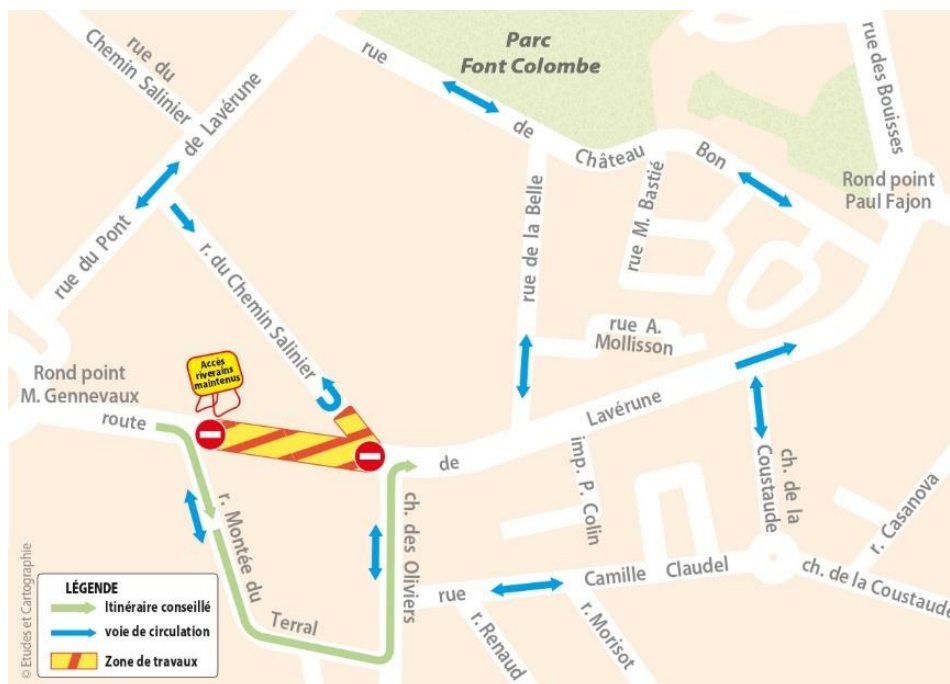 rue du
Chemin Salinier
de Lavérune
rue du Pont
rue
de
Château
Bon
Parc
Font Colombe
rue des Bouisses
Rond point
Paul Fajon
rue de la Belle
rue M. Bastié
rue A.
Mollisson
r. du Chemin Salinier
Rond point
M. Gennevaux
Accès
riverains
maintenus
route
de
Lavérune
imp. P. Colin
ch. de la
Coustaude
r. Casanova
ch. de la Coustaude
r. Montée du
Terral
ch. des Oliviers
rue
Camille
Claudel
r. Renaud
r. Morisot
LÉGENDE
Itinéraire conseillé
voie de circulation
Zone de travaux
© Etudes et Cartographie